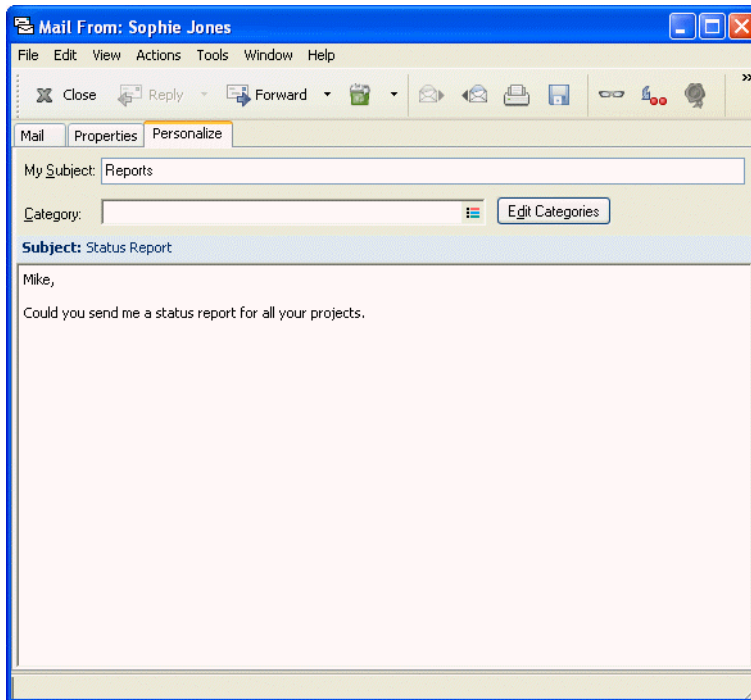 Mail From: Sophie Jones
File Edit View Actions Tools Window Help
Close Reply Forward »
Mail Properties Personalize
My Subject: Reports
Category: Edit Categories
Subject: Status Report
Mike,
Could you send me a status report for all your projects.